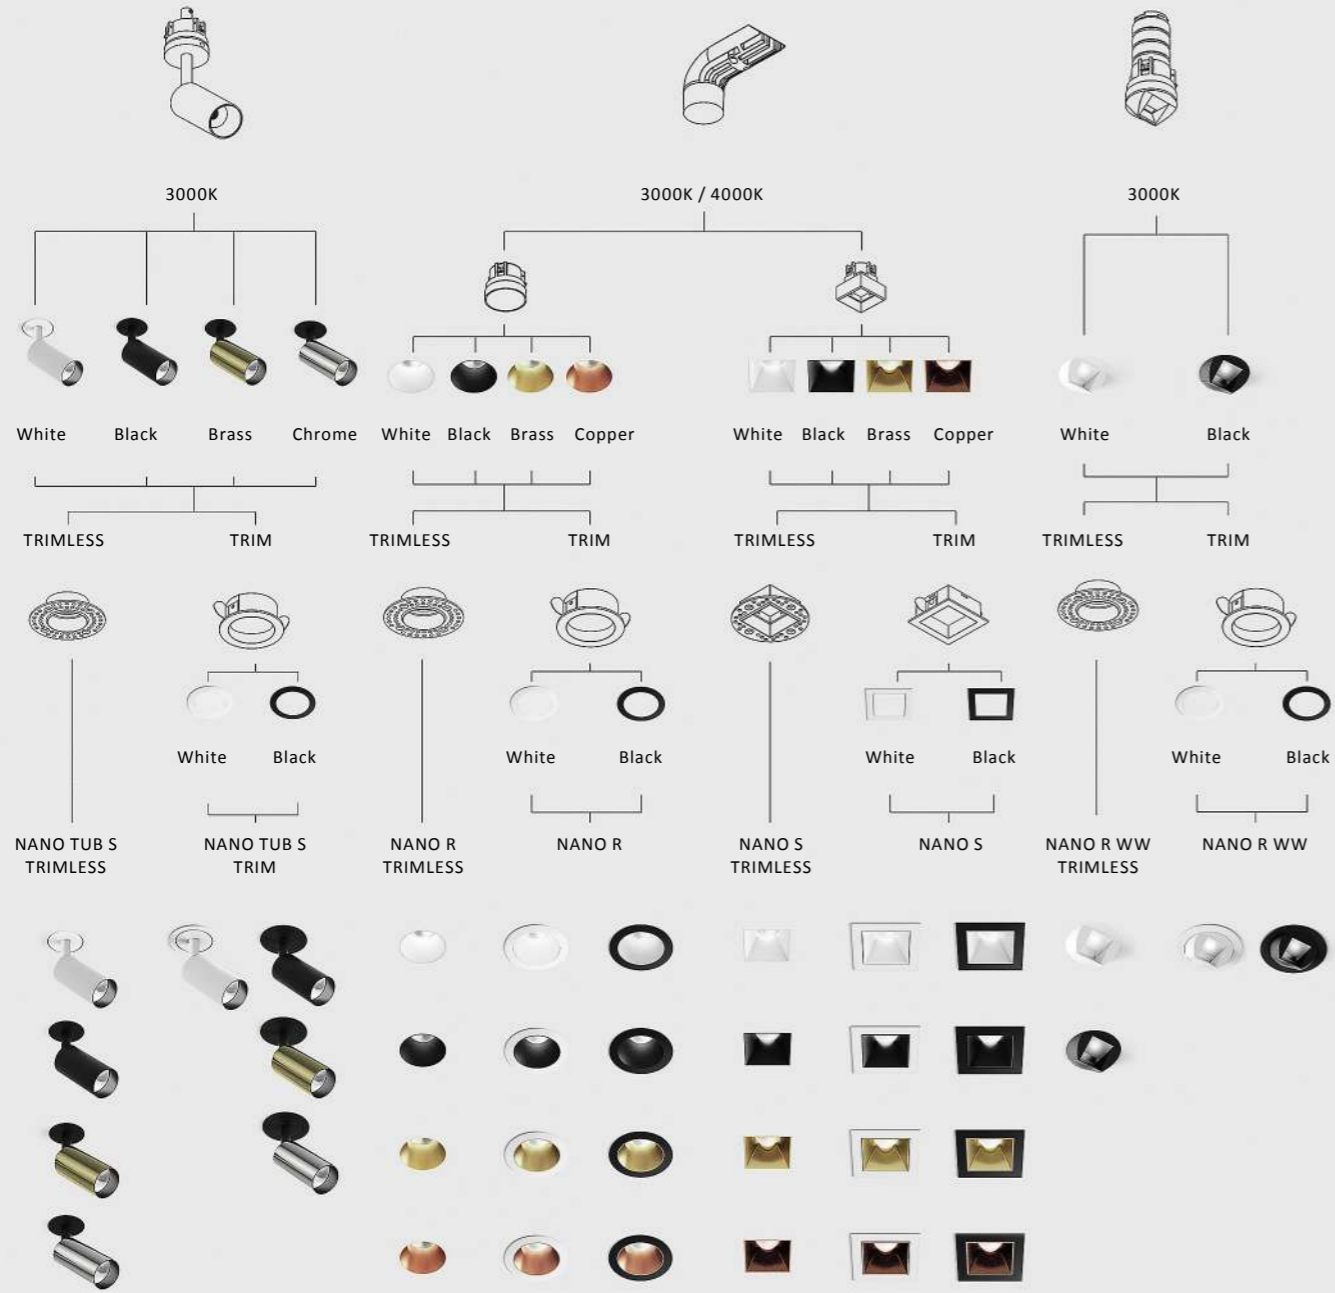 3000K
3000K / 4000K
3000K
White Black Brass Chrome White Black Brass Copper White Black Brass Copper White Black
TRIMLESS TRIM TRIMLESS TRIM TRIMLESS TRIM TRIMLESS TRIM
White Black White Black White Black White Black
NANO TUB S
TRIMLESS
NANO TUB S
TRIM
NANO R
TRIMLESS
NANO R
NANO S
TRIMLESS
NANO S
NANO R WW
TRIMLESS
NANO R WW